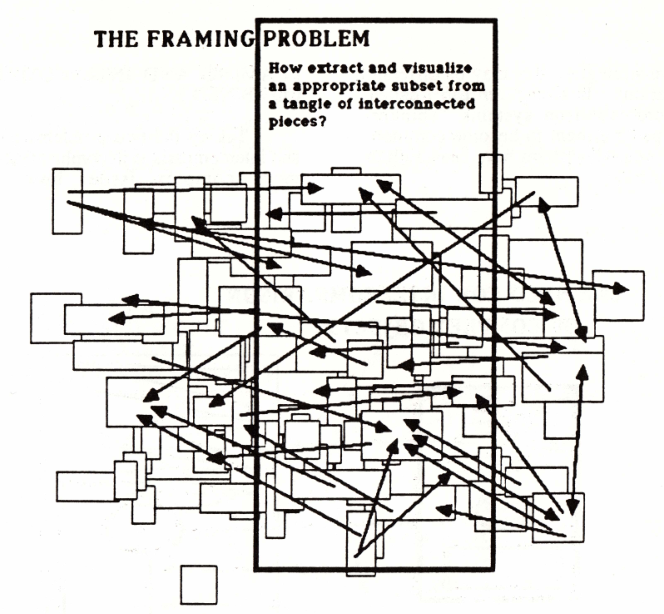 THE FRAMING PROBLEM
How extract and visualize
an appropriate subset from
a tangle of interconnected
pieces?